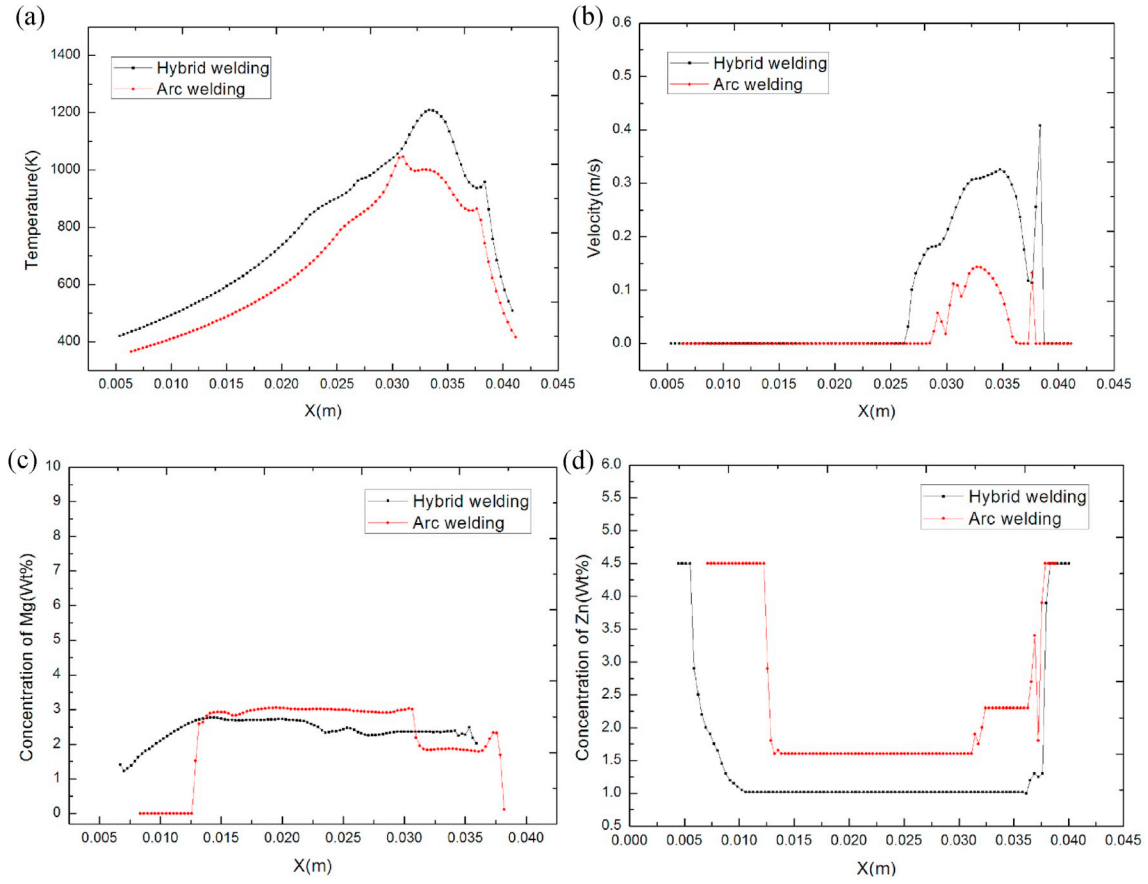 (a)
1400
1200
1000
800
600
400
Temperature(K)
Hybrid welding
Arc welding
0.005 0.010 0.015 0.020 0.025 0.030 0.035 0.040 0.045
X(m)
(b)
0.6
0.5
0.4
0.3
0.2
0.1
0.0
Velocity(m/s)
Hybrid welding
Arc welding
0.005 0.010 0.015 0.020 0.025 0.030 0.035 0.040 0.045
X(m)
(c)
10
9
8
7
6
5
4
3
2
1
0
Concentration of Mg(Wt%)
Hybrid welding
Arc welding
0.005 0.010 0.015 0.020 0.025 0.030 0.035 0.040
X(m)
(d)
6.0
5.5
5.0
4.5
4.0
3.5
3.0
2.5
2.0
1.5
1.0
0.5
Concentration of Zn(Wt%)
Hybrid welding
Arc welding
0.000 0.005 0.010 0.015 0.020 0.025 0.030 0.035 0.040 0.045
X(m)